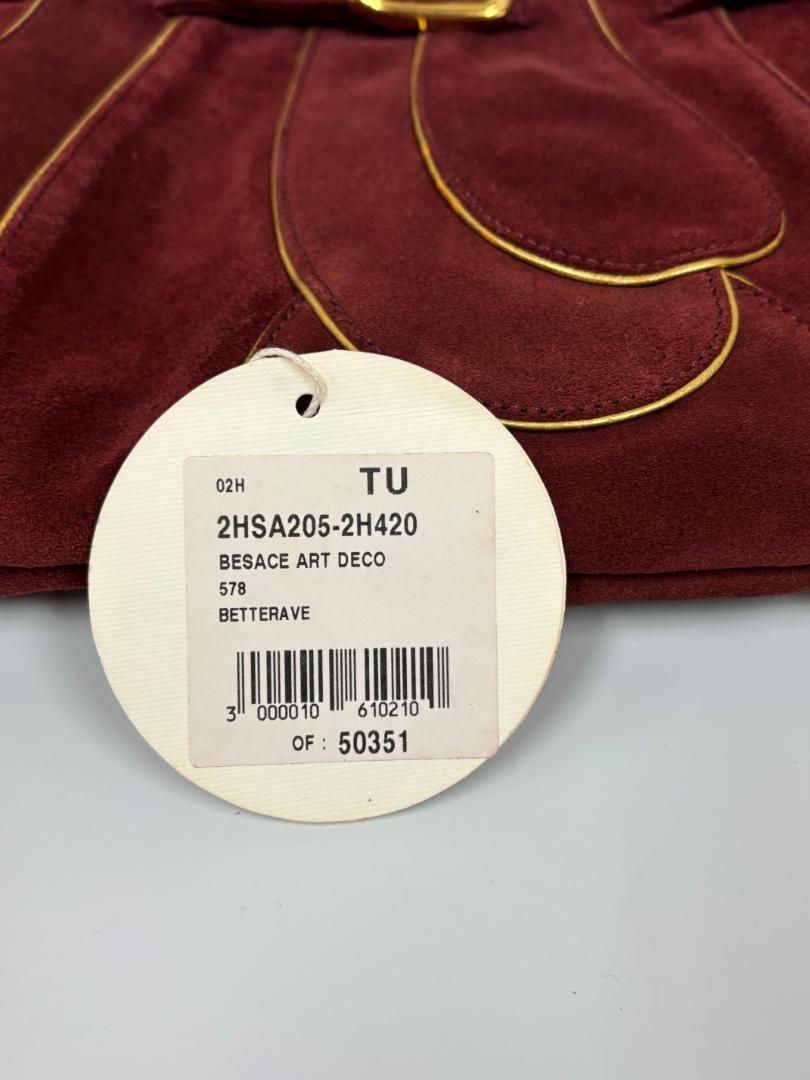 02H TU
2HSA205-2H420
BESACE ART DECO
578
BETTERAVE
3 000010 610210
OF : 50351